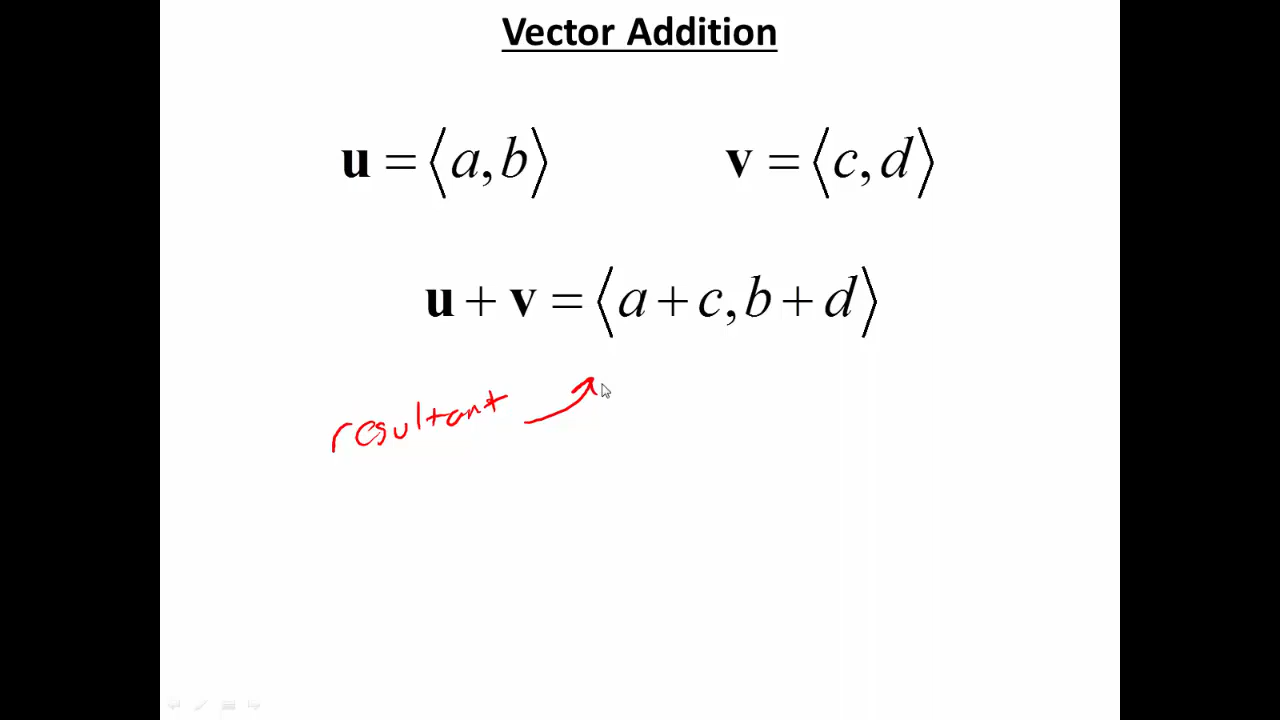 Vector Addition
u = ⟨a, b⟩ v = ⟨c, d⟩
u + v = ⟨a + c, b + d⟩
resultant